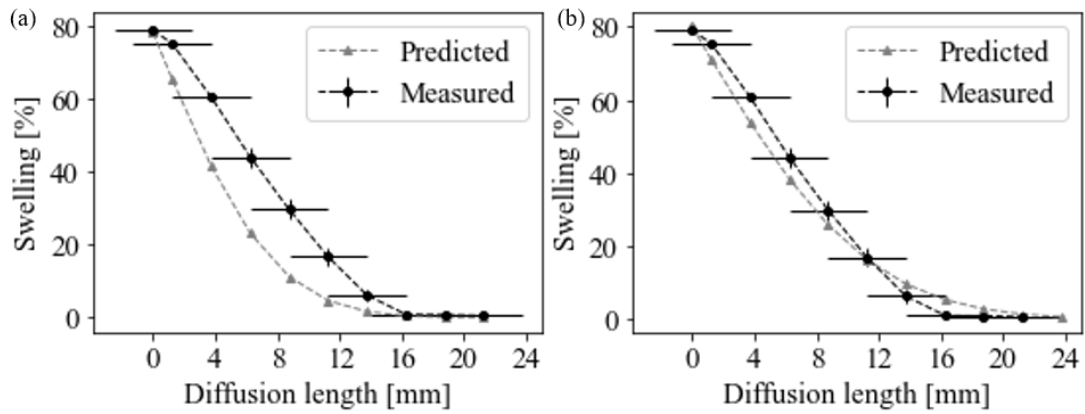 (a)
80
60
40
20
0
Swelling [%]
Predicted
Measured
0 4 8 12 16 20 24
Diffusion length [mm]
(b)
80
60
40
20
0
Swelling [%]
Predicted
Measured
0 4 8 12 16 20 24
Diffusion length [mm]